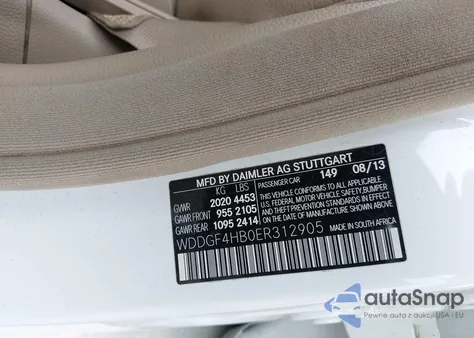 MFD BY DAIMLER AG STUTTGART
KG LBS PASSENGER CAR 149 08/13
GVWR 2020 4453 THIS VEHICLE CONFORMS TO ALL APPLICABLE
U.S. FEDERAL MOTOR VEHICLE SAFETY, BUMPER
GAWR FRONT 955 2105 AND THEFT PREVENTION STANDARDS IN EFFECT
ON THE DATE OF MANUFACTURE SHOWN ABOVE.
GAWR REAR 1095 2414
WDDGF4HB0ER312905 MADE IN SOUTH AFRICA
autoSnap
Pewne auta z aukcji USA i EU